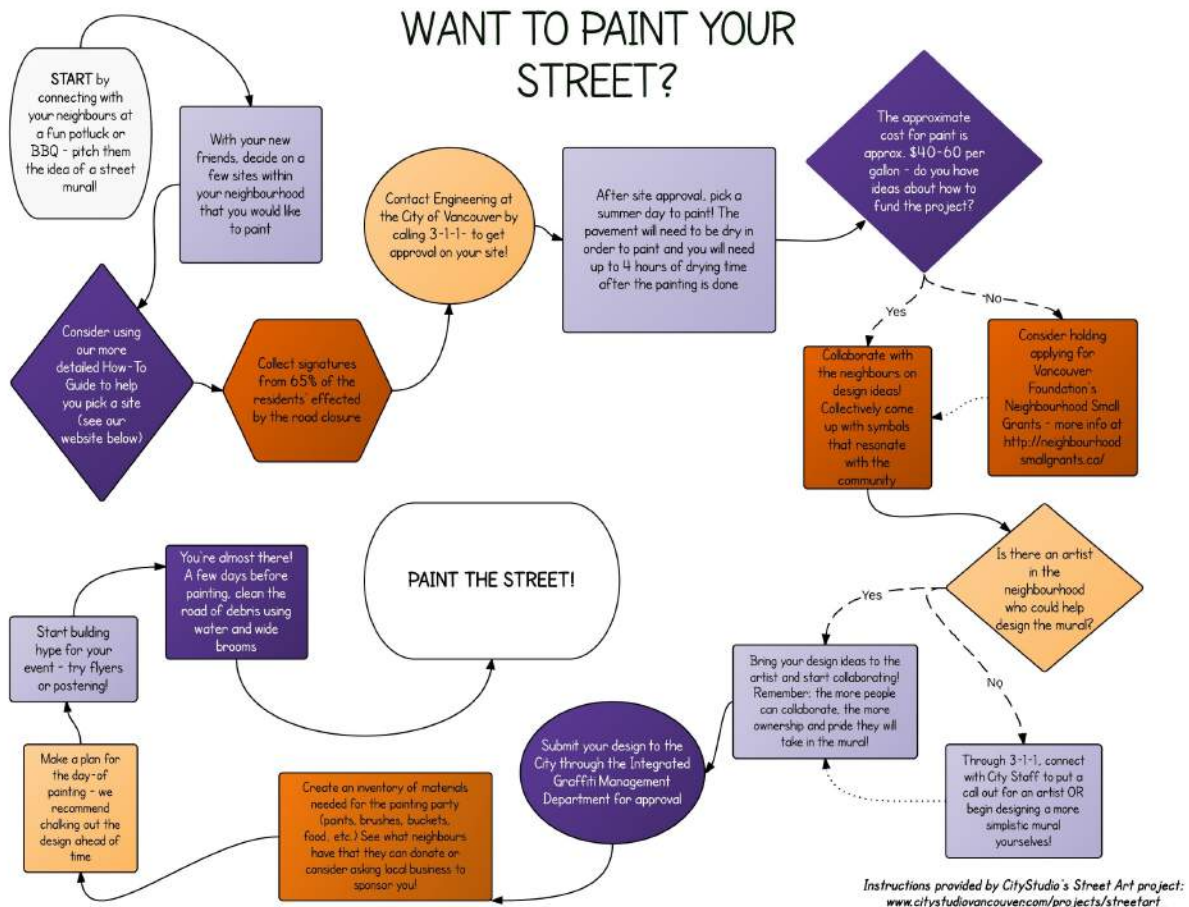 WANT TO PAINT YOUR
STREET?
START by
connecting with
your neighbours at
a fun potluck or
BBQ - pitch them
the idea of a street
mural!
With your new
friends, decide on a
few sites within
your neighbourhood
that you would like
to paint
Consider using
our more
detailed How-To
Guide to help
you pick a site
(see our
website below)
Collect signatures
from 65% of the
residents' effected
by the road closure
Contact Engineering at
the City of Vancouver by
calling 3-1-1- to get
approval on your site!
After site approval, pick a
summer day to paint! The
pavement will need to be dry in
order to paint and you will need
up to 4 hours of drying time
after the painting is done
The approximate
cost for paint is
approx. $40-60 per
gallon - do you have
ideas about how to
fund the project?
Yes
No
Collaborate with
the neighbours on
design ideas!
Collectively come
up with symbols
that resonate
with the
community
Consider holding
applying for
Vancouver
Foundation's
Neighbourhood Small
Grants - more info at
http://neighbourhood
smallgrants.ca/
Is there an artist
in the
neighbourhood
who could help
design the mural?
Yes
No
Bring your design ideas to the
artist and start collaborating!
Remember: the more people
can collaborate, the more
ownership and pride they will
take in the mural!
Through 3-1-1, connect
with City Staff to put a
call out for an artist OR
begin designing a more
simplistic mural
yourselves!
Submit your design to the
City through the Integrated
Graffiti Management
Department for approval
Create an inventory of materials
needed for the painting party
(paints, brushes, buckets,
food, etc.) See what neighbours
have that they can donate or
consider asking local business to
sponsor you!
Make a plan for
the day-of
painting - we
recommend
chalking out the
design ahead of
time
Start building
hype for your
event - try flyers
or postering!
You're almost there!
A few days before
painting, clean the
road of debris using
water and wide
brooms
PAINT THE STREET!
Instructions provided by CityStudio's Street Art project:
www.citystudiovancouver.com/projects/streetart